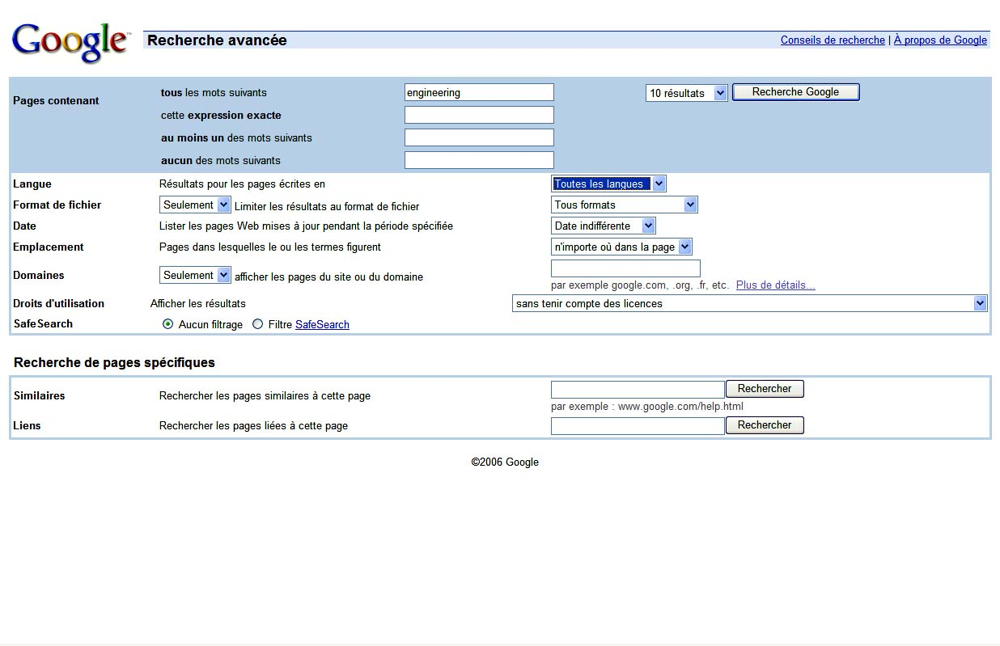 Google™
Recherche avancée Conseils de recherche | À propos de Google
Pages contenant tous les mots suivants engineering 10 résultats Recherche Google
cette expression exacte
au moins un des mots suivants
aucun des mots suivants
Langue Résultats pour les pages écrites en Toutes les langues
Format de fichier Seulement Limiter les résultats au format de fichier Tous formats
Date Lister les pages Web mises à jour pendant la période spécifiée Date indifférente
Emplacement Pages dans lesquelles le ou les termes figurent n'importe où dans la page
Domaines Seulement afficher les pages du site ou du domaine
par exemple google.com, .org, .fr, etc. Plus de détails...
Droits d'utilisation Afficher les résultats sans tenir compte des licences
SafeSearch Aucun filtrage Filtre SafeSearch
Recherche de pages spécifiques
Similaires Rechercher les pages similaires à cette page Rechercher
par exemple : www.google.com/help.html
Liens Rechercher les pages liées à cette page Rechercher
©2006 Google